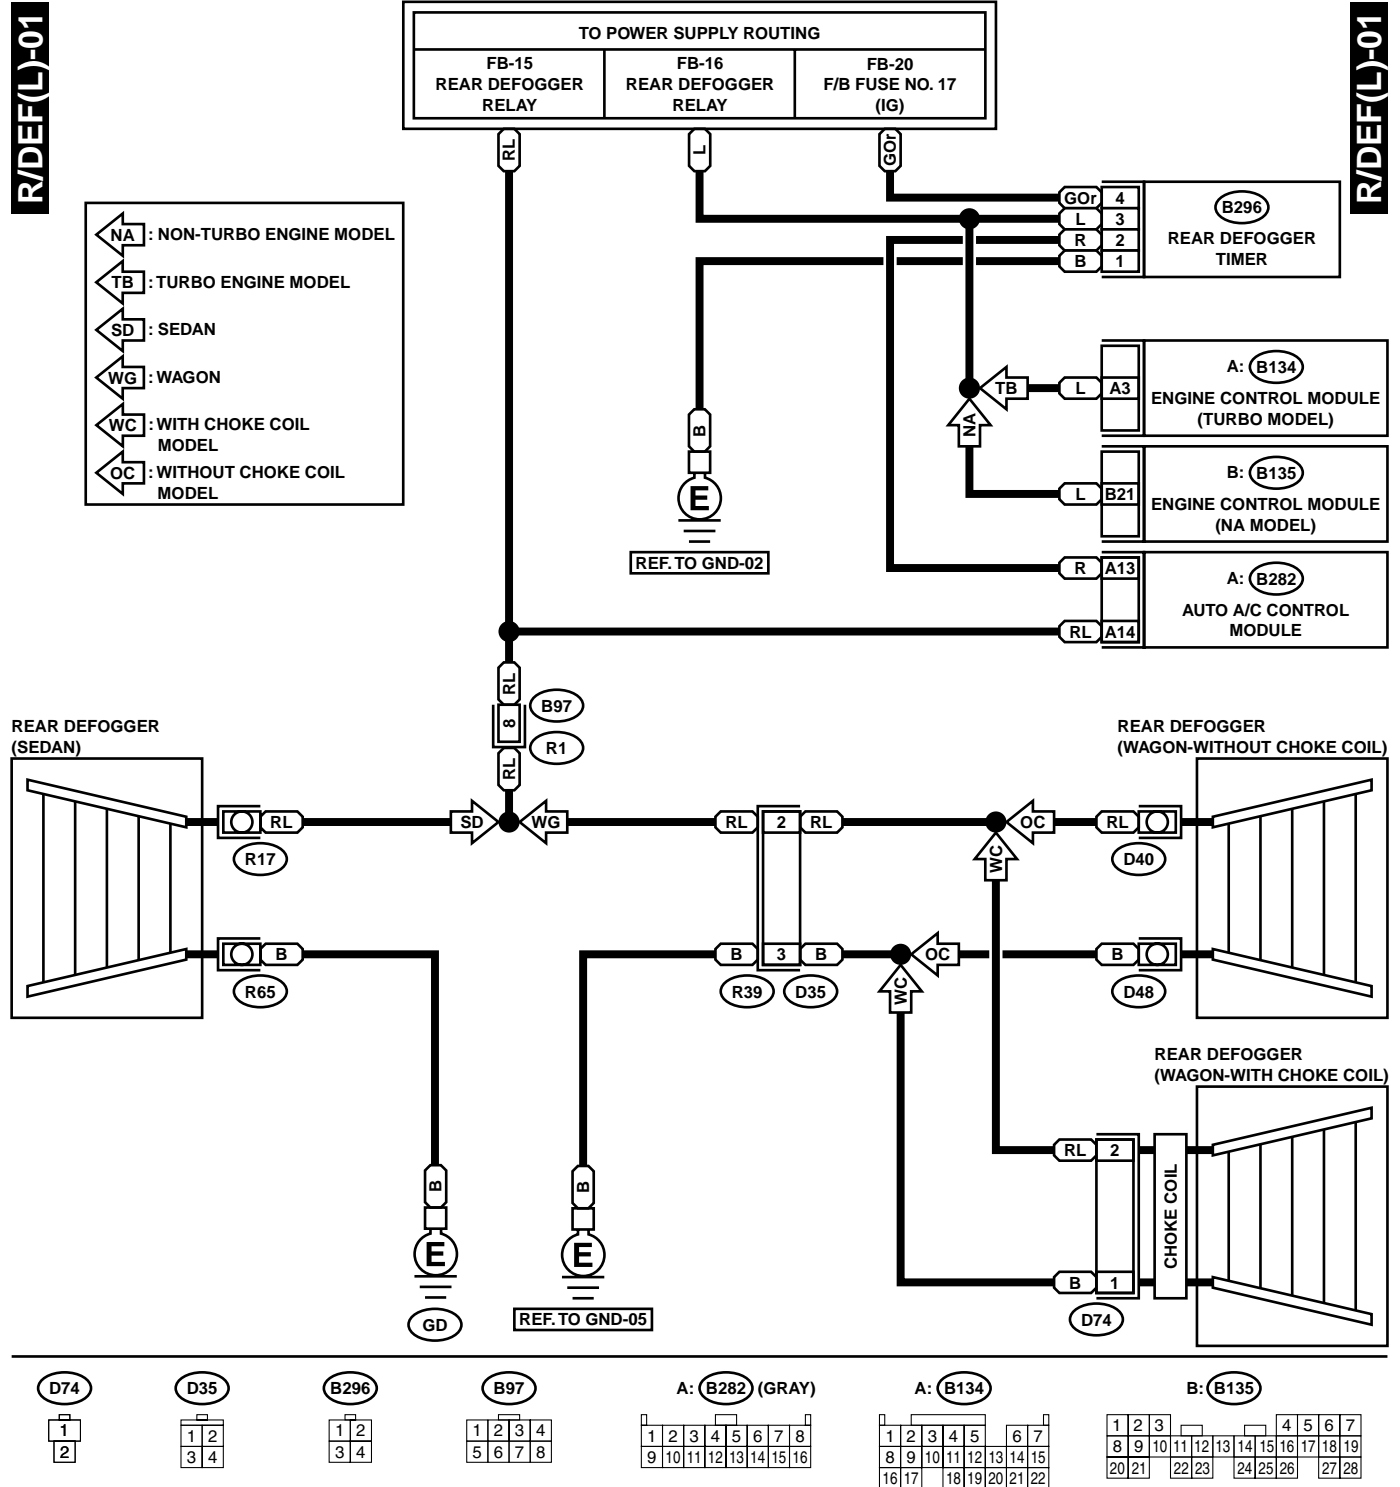 R/DEF(L)-01
R/DEF(L)-01
TO POWER SUPPLY ROUTING
FB-15
REAR DEFOGGER
RELAY
FB-16
REAR DEFOGGER
RELAY
FB-20
F/B FUSE NO. 17
(IG)
RL
L
GOr
NA : NON-TURBO ENGINE MODEL
TB : TURBO ENGINE MODEL
SD : SEDAN
WG : WAGON
WC : WITH CHOKE COIL
MODEL
OC : WITHOUT CHOKE COIL
MODEL
GOr 4
L 3
R 2
B 1
B296
REAR DEFOGGER
TIMER
TB
L A3
A: B134
ENGINE CONTROL MODULE
(TURBO MODEL)
NA
B
E
REF. TO GND-02
L B21
B: B135
ENGINE CONTROL MODULE
(NA MODEL)
R A13
RL A14
A: B282
AUTO A/C CONTROL
MODULE
RL
8
B97
R1
RL
REAR DEFOGGER
(SEDAN)
REAR DEFOGGER
(WAGON-WITHOUT CHOKE COIL)
RL
R17
SD
WG
RL 2 RL
OC
RL
D40
WC
B
R65
B 3 B
R39
D35
OC
B
D48
WC
REAR DEFOGGER
(WAGON-WITH CHOKE COIL)
RL 2
CHOKE COIL
B 1
D74
B
E
GD
B
E
REF. TO GND-05
D74
1
2
D35
1 2
3 4
B296
1 2
3 4
B97
1 2 3 4
5 6 7 8
A: B282 (GRAY)
1 2 3 4 5 6 7 8
9 10 11 12 13 14 15 16
A: B134
1 2 3 4 5 6 7
8 9 10 11 12 13 14 15
16 17 18 19 20 21 22
B: B135
1 2 3 4 5 6 7
8 9 10 11 12 13 14 15 16 17 18 19
20 21 22 23 24 25 26 27 28